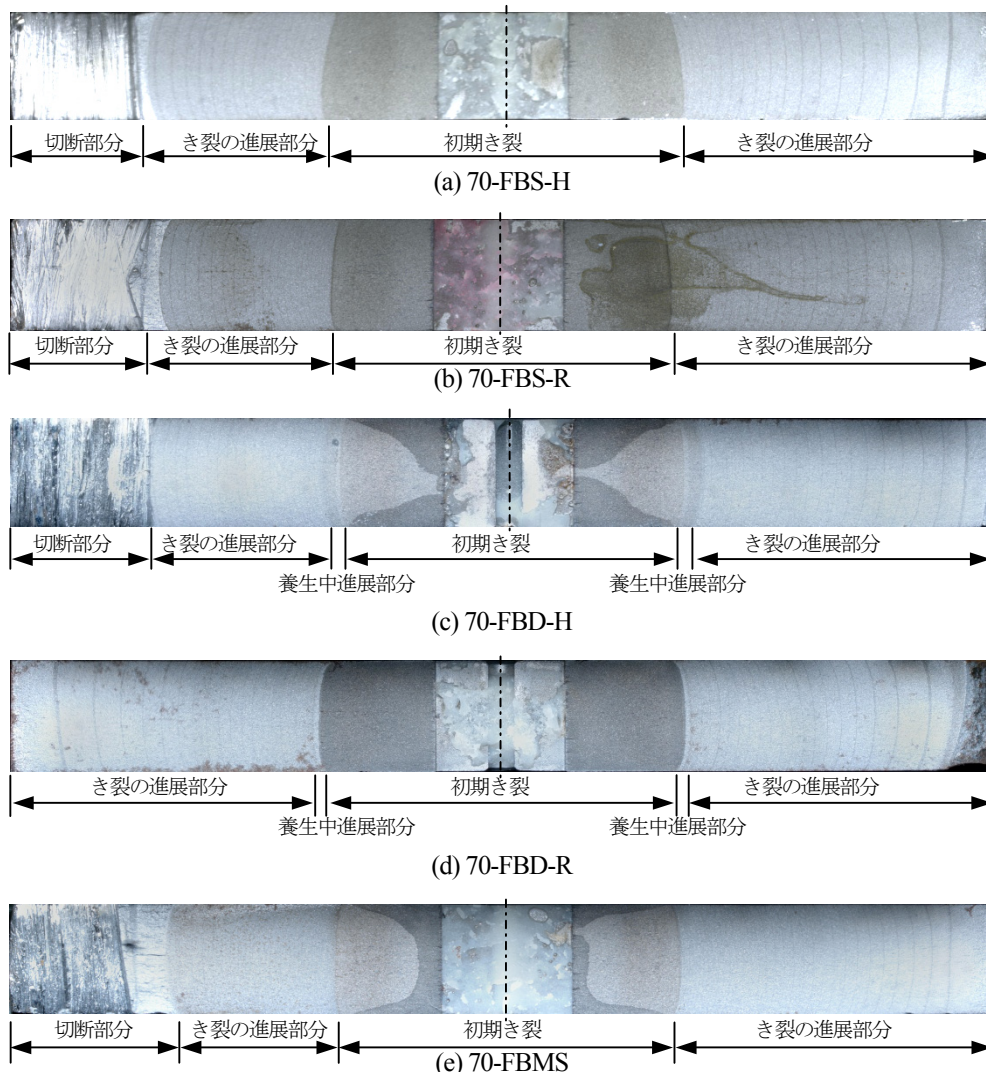 切断部分 き裂の進展部分 初期き裂 き裂の進展部分
(a) 70-FBS-H
切断部分 き裂の進展部分 初期き裂 き裂の進展部分
(b) 70-FBS-R
切断部分 き裂の進展部分 初期き裂 き裂の進展部分
養生中進展部分 養生中進展部分
(c) 70-FBD-H
き裂の進展部分 初期き裂 き裂の進展部分
養生中進展部分 養生中進展部分
(d) 70-FBD-R
切断部分 き裂の進展部分 初期き裂 き裂の進展部分
(e) 70-FBMS